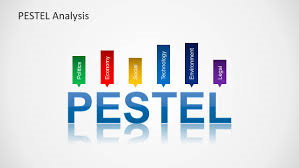 PESTEL Analysis
Politics
Economy
Social
Technology
Environment
Legal
PESTEL